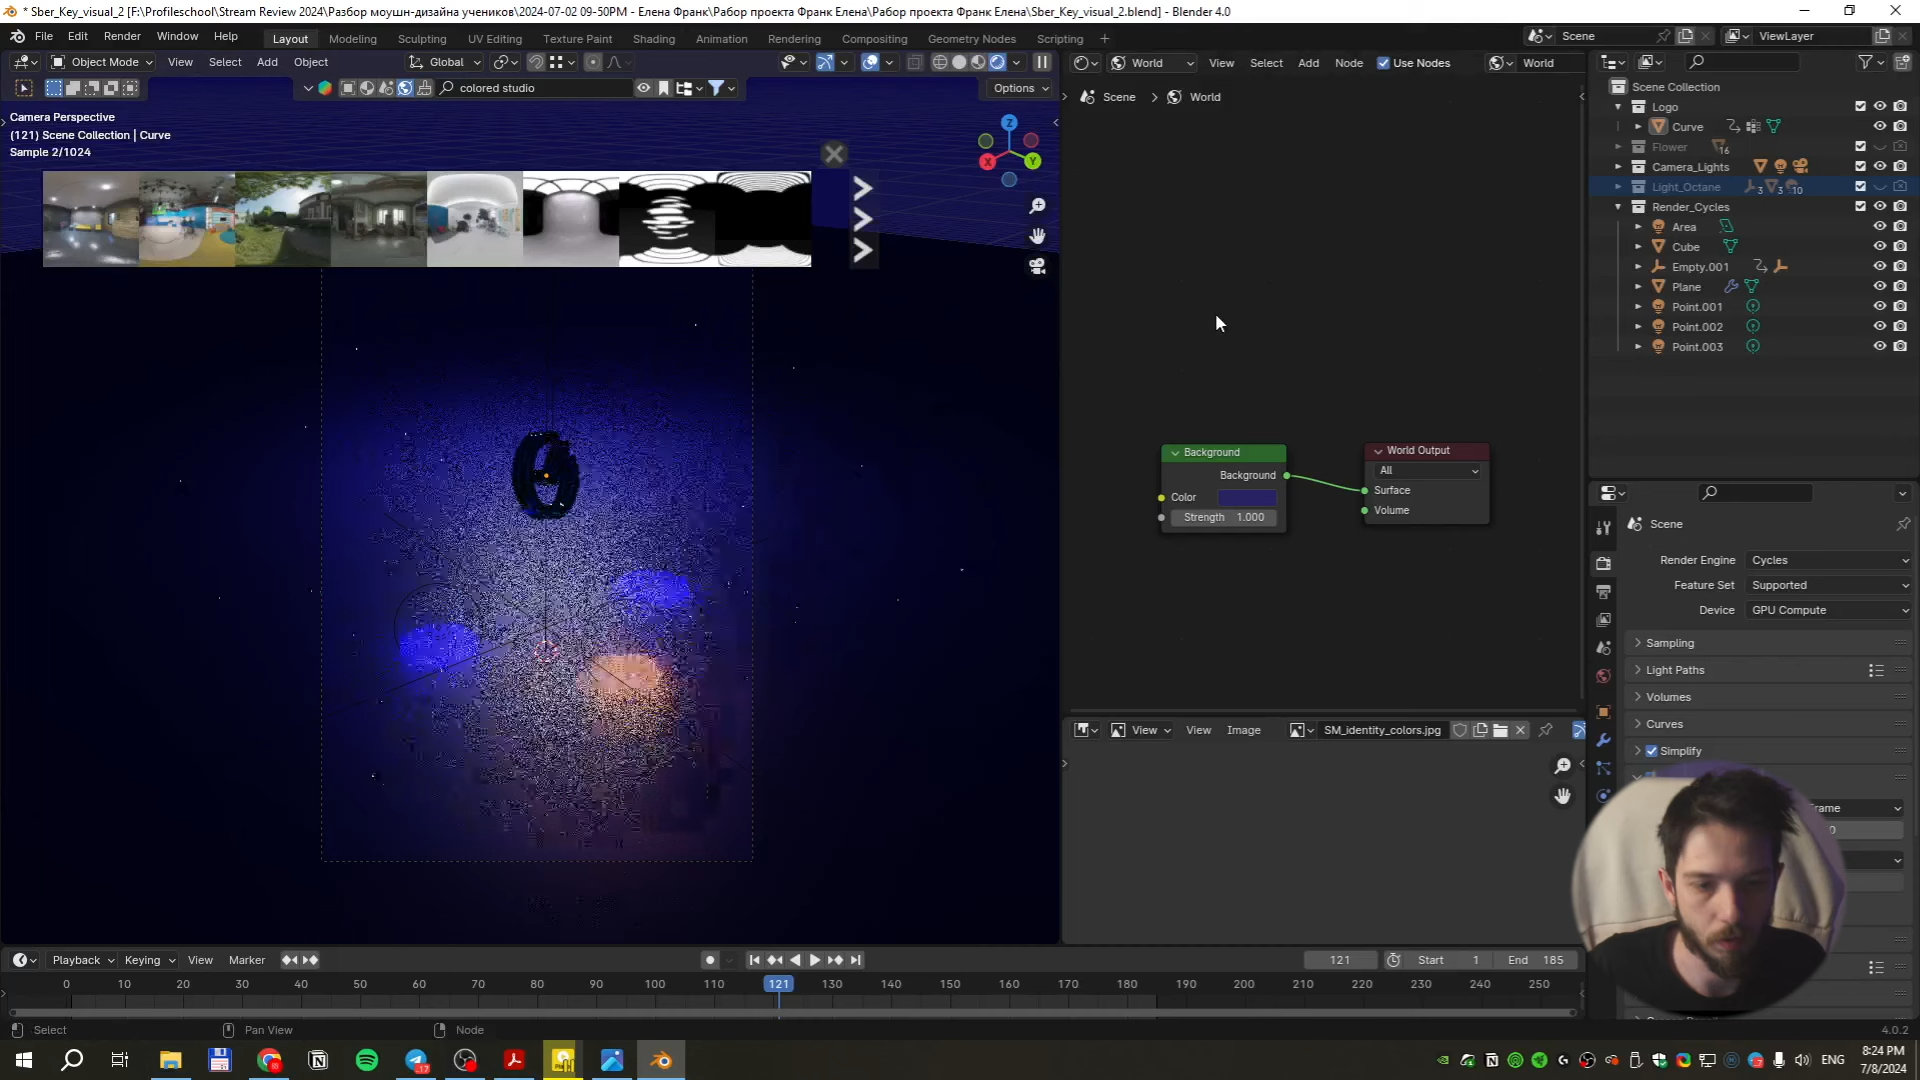 * Sber_Key_visual_2 [F:\Profileschool\Stream Review 2024\Разбор моушн-дизайна учеников\2024-07-02 09-50PM - Елена Франк\Рабор проекта Франк Елена\Рабор проекта Франк Елена\Sber_Key_visual_2.blend] - Blender 4.0
File Edit Render Window Help Layout Modeling Sculpting UV Editing Texture Paint Shading Animation Rendering Compositing Geometry Nodes Scripting + Scene ViewLayer
Object Mode View Select Add Object Global
colored studio Options
Camera Perspective
(121) Scene Collection | Curve
Sample 2/1024
Z
X Y
World View Select Add Node Use Nodes World
Scene > World
Background
Background
Color
Strength 1.000
World Output
All
Surface
Volume
View View Image SM_identity_colors.jpg
Scene Collection
Logo
Curve
Flower 16
Camera_Lights
Light_Octane 3 3 10
Render_Cycles
Area
Cube
Empty.001
Plane
Point.001
Point.002
Point.003
Scene
Render Engine Cycles
Feature Set Supported
Device GPU Compute
Sampling
Light Paths
Volumes
Curves
Simplify
Playback Keying View Marker 121 Start 1 End 185
0 10 20 30 40 50 60 70 80 90 100 110 121 130 140 150 160 170 180 190 200 210 220 230 240 250
Select Pan View Node 4.0.2
ENG
8:24 PM
7/8/2024